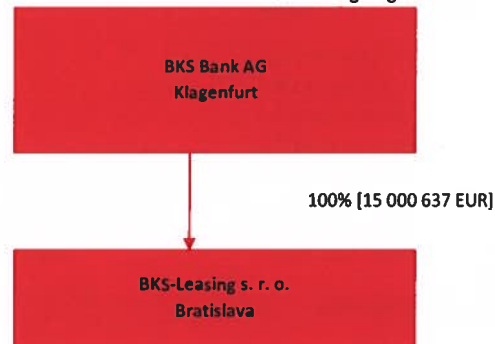 BKS Bank AG
Klagenfurt
100% [15 000 637 EUR]
BKS-Leasing s. r. o.
Bratislava